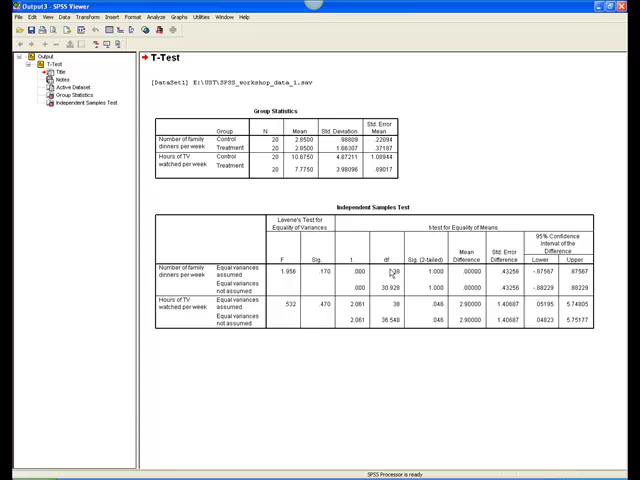 Output3 - SPSS Viewer
File Edit View Data Transform Insert Format Analyze Graphs Utilities Window Help
Output
T-Test
Title
Notes
Active Dataset
Group Statistics
Independent Samples Test
T-Test
[DataSet1] E:\UST\SPSS_workshop_data_1.sav
Group Statistics
Group N Mean Std. Deviation Std. Error Mean
Number of family dinners per week Control 20 2.8500 .98809 .22094
Treatment 20 2.8500 1.66307 .37187
Hours of TV watched per week Control 20 10.6750 4.87211 1.08944
Treatment 20 7.7750 3.98096 .89017
Independent Samples Test
Levene's Test for Equality of Variances t-test for Equality of Means
95% Confidence Interval of the Difference
F Sig. t df Sig. (2-tailed) Mean Difference Std. Error Difference Lower Upper
Number of family dinners per week Equal variances assumed 1.956 .170 .000 38 1.000 .00000 .43256 -.87567 .87567
Equal variances not assumed .000 30.928 1.000 .00000 .43256 -.88229 .88229
Hours of TV watched per week Equal variances assumed .532 .470 2.061 38 .046 2.90000 1.40687 .05195 5.74805
Equal variances not assumed 2.061 36.548 .046 2.90000 1.40687 .04823 5.75177
SPSS Processor is ready